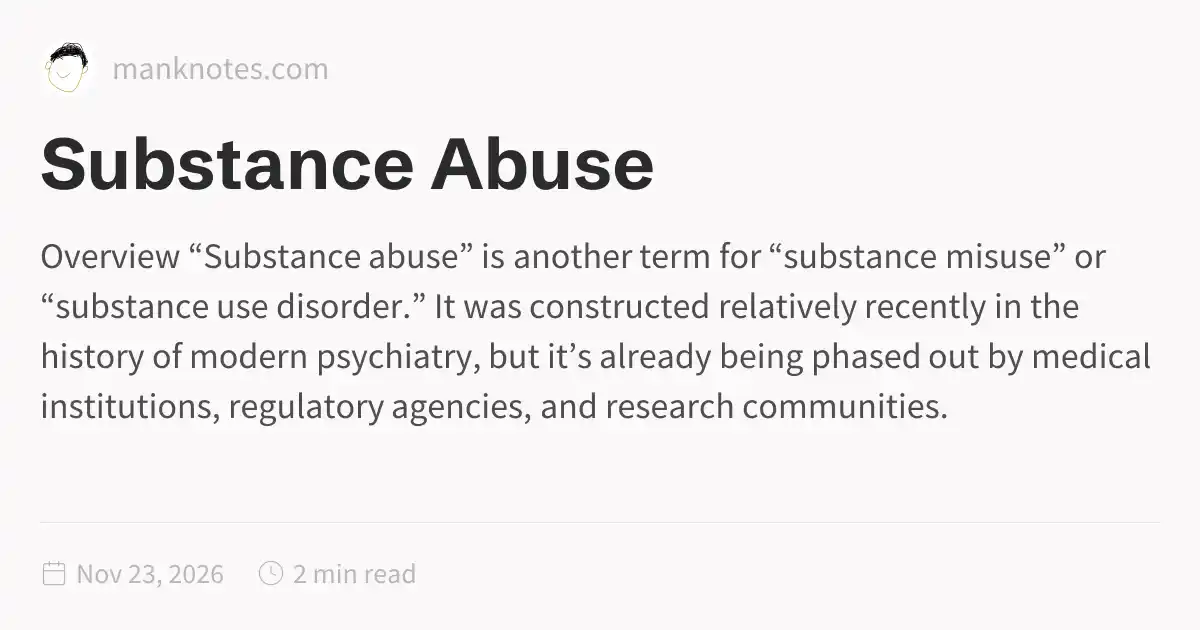 manknotes.com
Substance Abuse
Overview “Substance abuse” is another term for “substance misuse” or
“substance use disorder.” It was constructed relatively recently in the
history of modern psychiatry, but it’s already being phased out by medical
institutions, regulatory agencies, and research communities.
Nov 23, 2026 2 min read